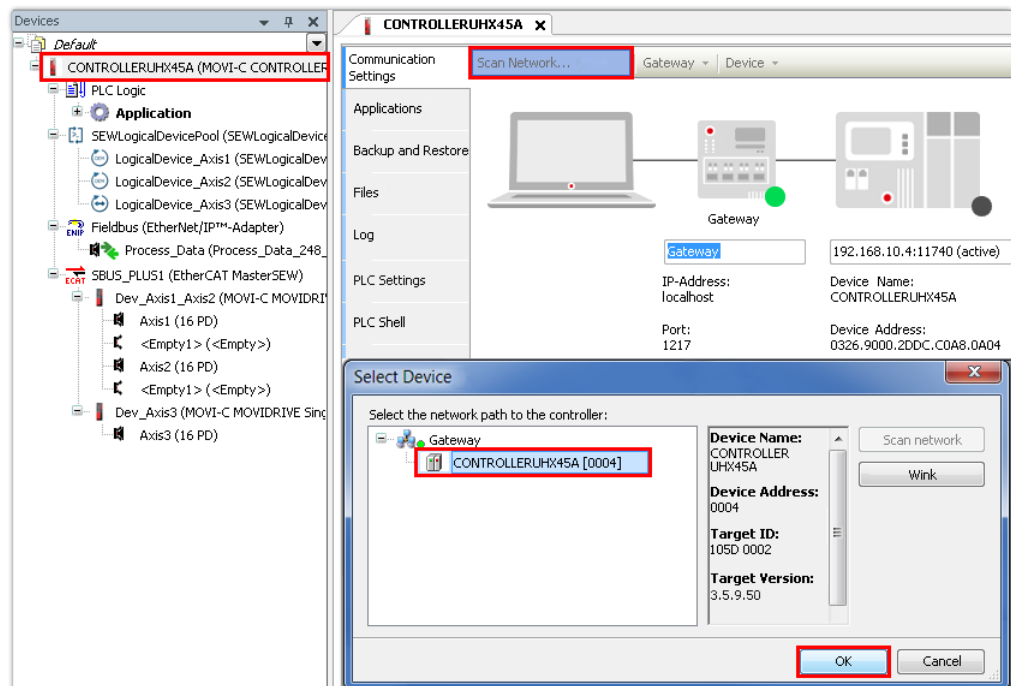 Devices
Default
CONTROLLERUHX45A (MOVI-C CONTROLLER
PLC Logic
Application
SEWLogicalDevicePool (SEWLogicalDevice
LogicalDevice_Axis1 (SEWLogicalDev
LogicalDevice_Axis2 (SEWLogicalDev
LogicalDevice_Axis3 (SEWLogicalDev
ENIP
Fieldbus (EtherNet/IP™-Adapter)
Process_Data (Process_Data_248_
ECAT
SBUS_PLUS1 (EtherCAT MasterSEW)
Dev_Axis1_Axis2 (MOVI-C MOVIDRI
Axis1 (16 PD)
<Empty1> (<Empty>)
Axis2 (16 PD)
<Empty1> (<Empty>)
Dev_Axis3 (MOVI-C MOVIDRIVE Sing
Axis3 (16 PD)
CONTROLLERUHX45A
Communication
Settings
Applications
Backup and Restore
Files
Log
PLC Settings
PLC Shell
Scan Network...
Gateway
Device
Gateway
Gateway
IP-Address:
localhost
Port:
1217
192.168.10.4:11740 (active)
Device Name:
CONTROLLERUHX45A
Device Address:
0326.9000.2DDC.C0A8.0A04
Select Device
Select the network path to the controller:
Gateway
CONTROLLERUHX45A [0004]
Device Name:
CONTROLLER
UHX45A
Device Address:
0004
Target ID:
105D 0002
Target Version:
3.5.9.50
Scan network
Wink
OK
Cancel